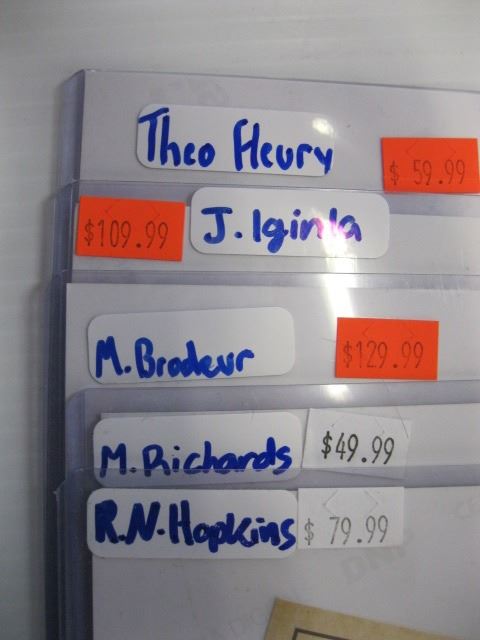 Theo Fleury $ 59.99
$109.99 J. Iginla
M. Brodeur $129.99
M. Richards $49.99
R.N. Hopkins $ 79.99